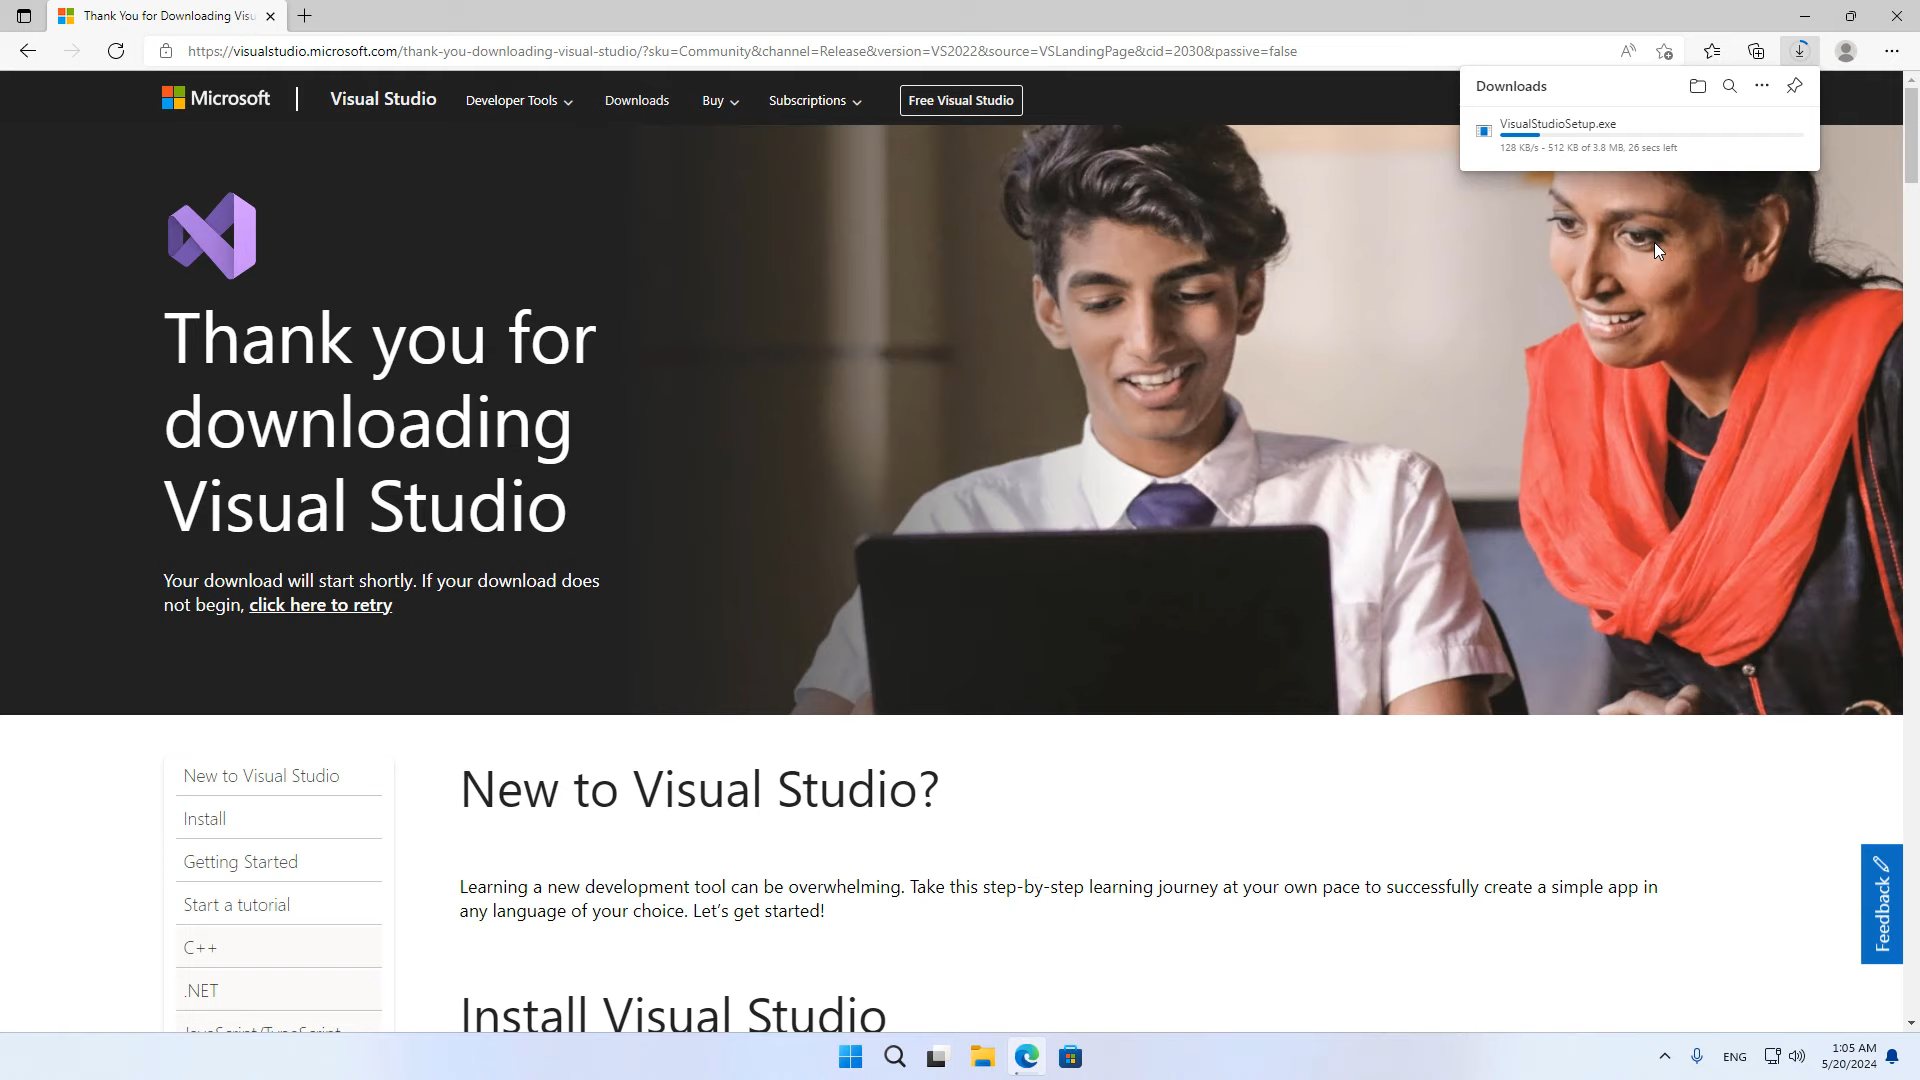 Thank You for Downloading Visu
https://visualstudio.microsoft.com/thank-you-downloading-visual-studio/?sku=Community&channel=Release&version=VS2022&source=VSLandingPage&cid=2030&passive=false
Microsoft
Visual Studio
Developer Tools
Downloads
Buy
Subscriptions
Free Visual Studio
Downloads
VisualStudioSetup.exe
128 KB/s - 512 KB of 3.8 MB, 26 secs left
Thank you for
downloading
Visual Studio
Your download will start shortly. If your download does
not begin, click here to retry
New to Visual Studio
Install
Getting Started
Start a tutorial
C++
.NET
JavaScript/TypeScript
New to Visual Studio?
Learning a new development tool can be overwhelming. Take this step-by-step learning journey at your own pace to successfully create a simple app in
any language of your choice. Let’s get started!
Install Visual Studio
Feedback
ENG
1:05 AM
5/20/2024